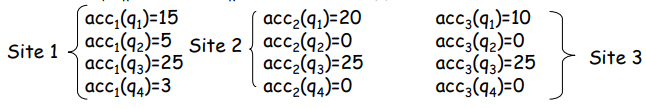 Site 1
acc₁(q₁)=15
acc₁(q₂)=5
acc₁(q₃)=25
acc₁(q₄)=3
Site 2
acc₂(q₁)=20
acc₂(q₂)=0
acc₂(q₃)=25
acc₂(q₄)=0
acc₃(q₁)=10
acc₃(q₂)=0
acc₃(q₃)=25
acc₃(q₄)=0
Site 3